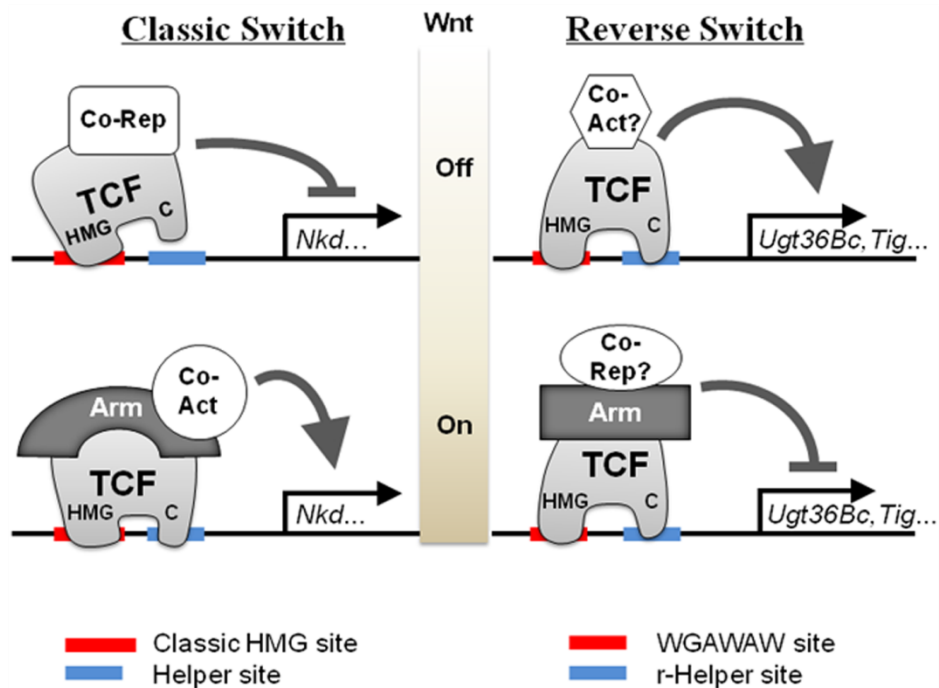 Classic Switch
Wnt
Reverse Switch
Co-Rep
TCF
HMG
C
Nkd...
Off
Co-
Act?
TCF
HMG
C
Ugt36Bc, Tig...
Co-
Act
Arm
TCF
HMG
C
Nkd...
On
Co-
Rep?
Arm
TCF
HMG
C
Ugt36Bc, Tig...
Classic HMG site
Helper site
WGAWAW site
r-Helper site